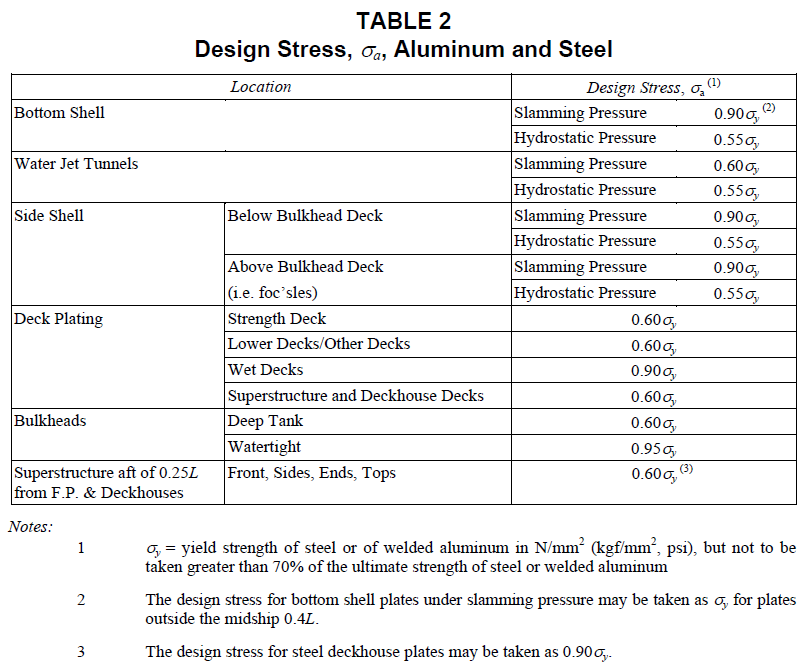 TABLE 2
Design Stress, σa, Aluminum and Steel
Location Design Stress, σa (1)
Bottom Shell Slamming Pressure 0.90σy (2)
Hydrostatic Pressure 0.55σy
Water Jet Tunnels Slamming Pressure 0.60σy
Hydrostatic Pressure 0.55σy
Side Shell Below Bulkhead Deck Slamming Pressure 0.90σy
Hydrostatic Pressure 0.55σy
Above Bulkhead Deck Slamming Pressure 0.90σy
(i.e. foc’sles) Hydrostatic Pressure 0.55σy
Deck Plating Strength Deck 0.60σy
Lower Decks/Other Decks 0.60σy
Wet Decks 0.90σy
Superstructure and Deckhouse Decks 0.60σy
Bulkheads Deep Tank 0.60σy
Watertight 0.95σy
Superstructure aft of 0.25L Front, Sides, Ends, Tops 0.60σy (3)
from F.P. & Deckhouses
Notes:
1 σy = yield strength of steel or of welded aluminum in N/mm2 (kgf/mm2, psi), but not to be
taken greater than 70% of the ultimate strength of steel or welded aluminum
2 The design stress for bottom shell plates under slamming pressure may be taken as σy for plates
outside the midship 0.4L.
3 The design stress for steel deckhouse plates may be taken as 0.90σy.